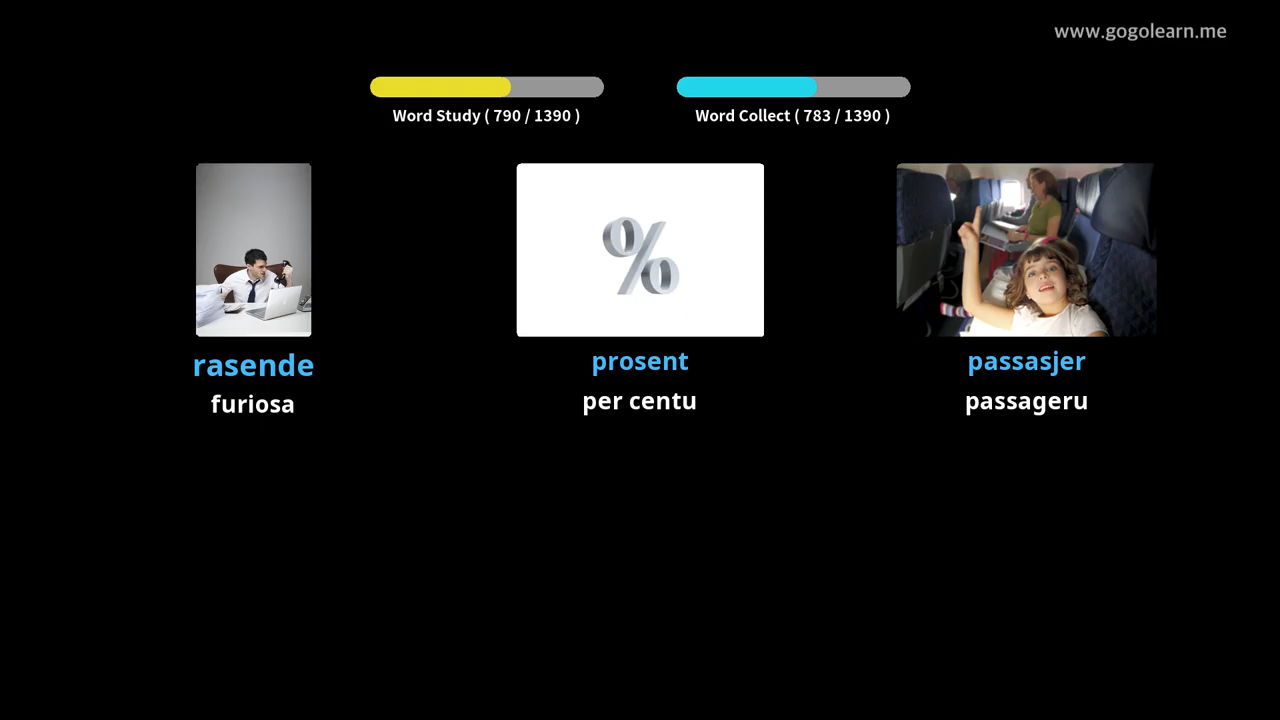 www.gogolearn.me
Word Study ( 790 / 1390 )
Word Collect ( 783 / 1390 )
%
rasende
prosent
passasjer
furiosa
per centu
passageru